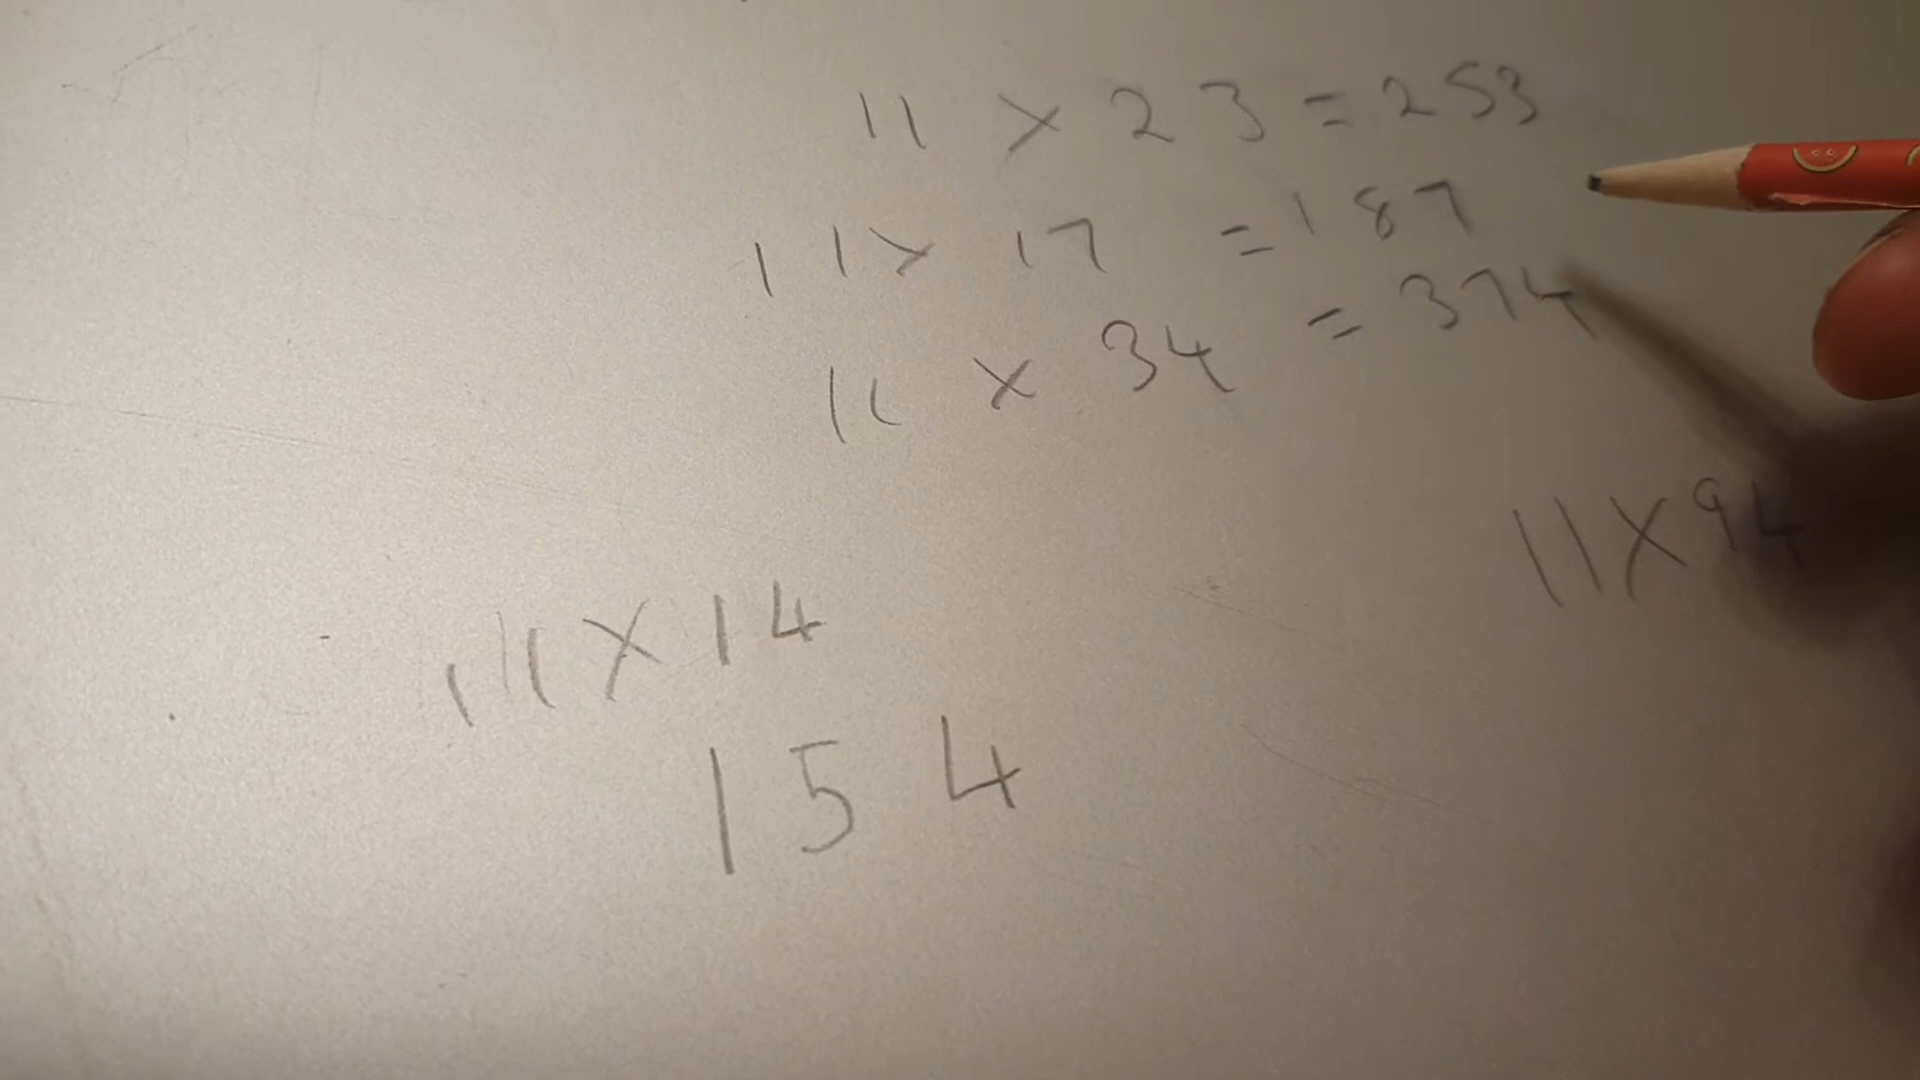 11 × 23 = 253
11 × 17 = 187
11 × 34 = 374
11 × 94
11 × 14
154